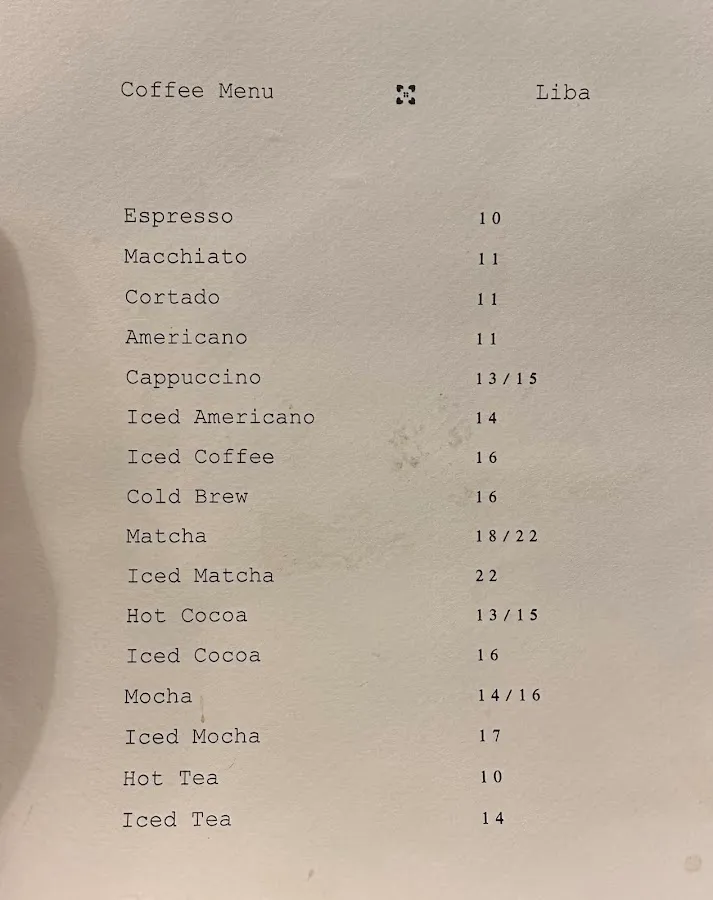 Coffee Menu Liba
Espresso 10
Macchiato 11
Cortado 11
Americano 11
Cappuccino 13/15
Iced Americano 14
Iced Coffee 16
Cold Brew 16
Matcha 18/22
Iced Matcha 22
Hot Cocoa 13/15
Iced Cocoa 16
Mocha 14/16
Iced Mocha 17
Hot Tea 10
Iced Tea 14